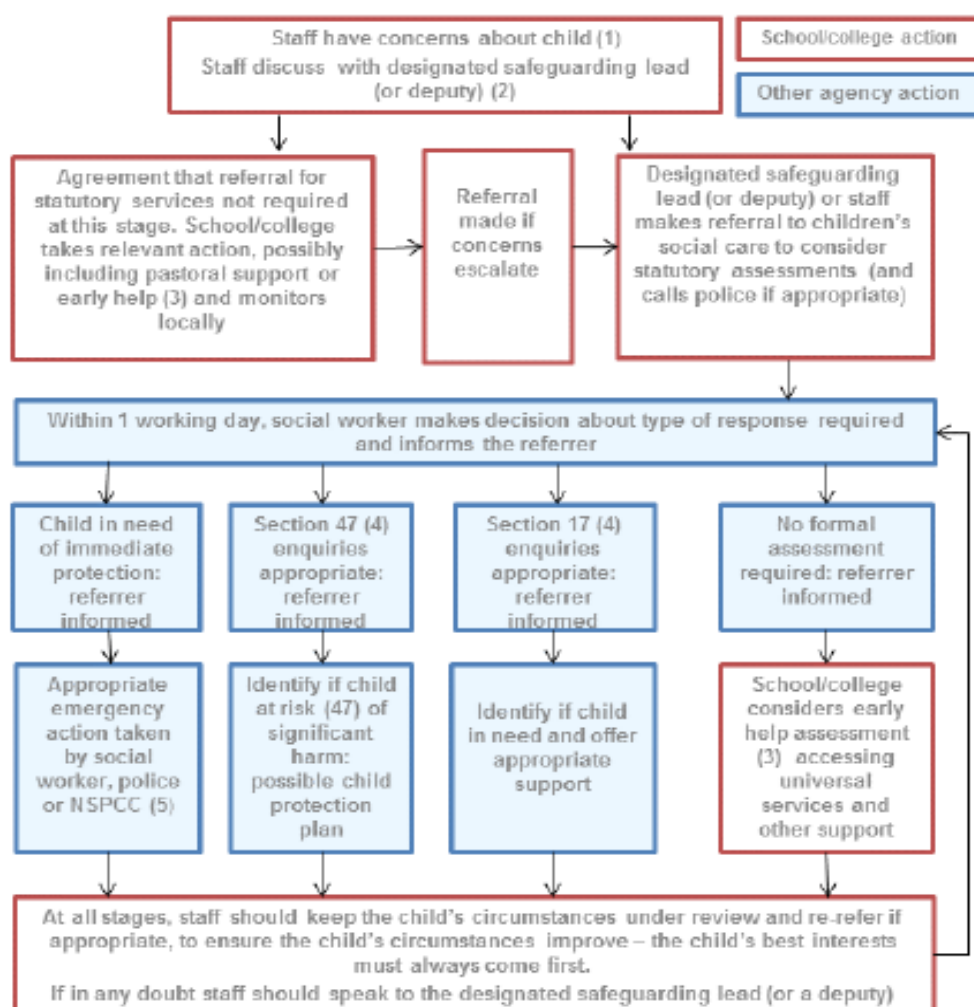 Staff have concerns about child (1)
Staff discuss with designated safeguarding lead
(or deputy) (2)
School/college action
Other agency action
Agreement that referral for
statutory services not required
at this stage. School/college
takes relevant action, possibly
including pastoral support or
early help (3) and monitors
locally
Referral
made if
concerns
escalate
Designated safeguarding
lead (or deputy) or staff
makes referral to children's
social care to consider
statutory assessments (and
calls police if appropriate)
Within 1 working day, social worker makes decision about type of response required
and informs the referrer
Child in need
of immediate
protection:
referrer
informed
Section 47 (4)
enquiries
appropriate:
referrer
informed
Section 17 (4)
enquiries
appropriate:
referrer
informed
No formal
assessment
required: referrer
informed
Appropriate
emergency
action taken
by social
worker, police
or NSPCC (5)
Identify if child
at risk (47) of
significant
harm:
possible child
protection
plan
Identify if child
in need and offer
appropriate
support
School/college
considers early
help assessment
(3) accessing
universal
services and
other support
At all stages, staff should keep the child's circumstances under review and re-refer if
appropriate, to ensure the child's circumstances improve – the child's best interests
must always come first.
If in any doubt staff should speak to the designated safeguarding lead (or a deputy)